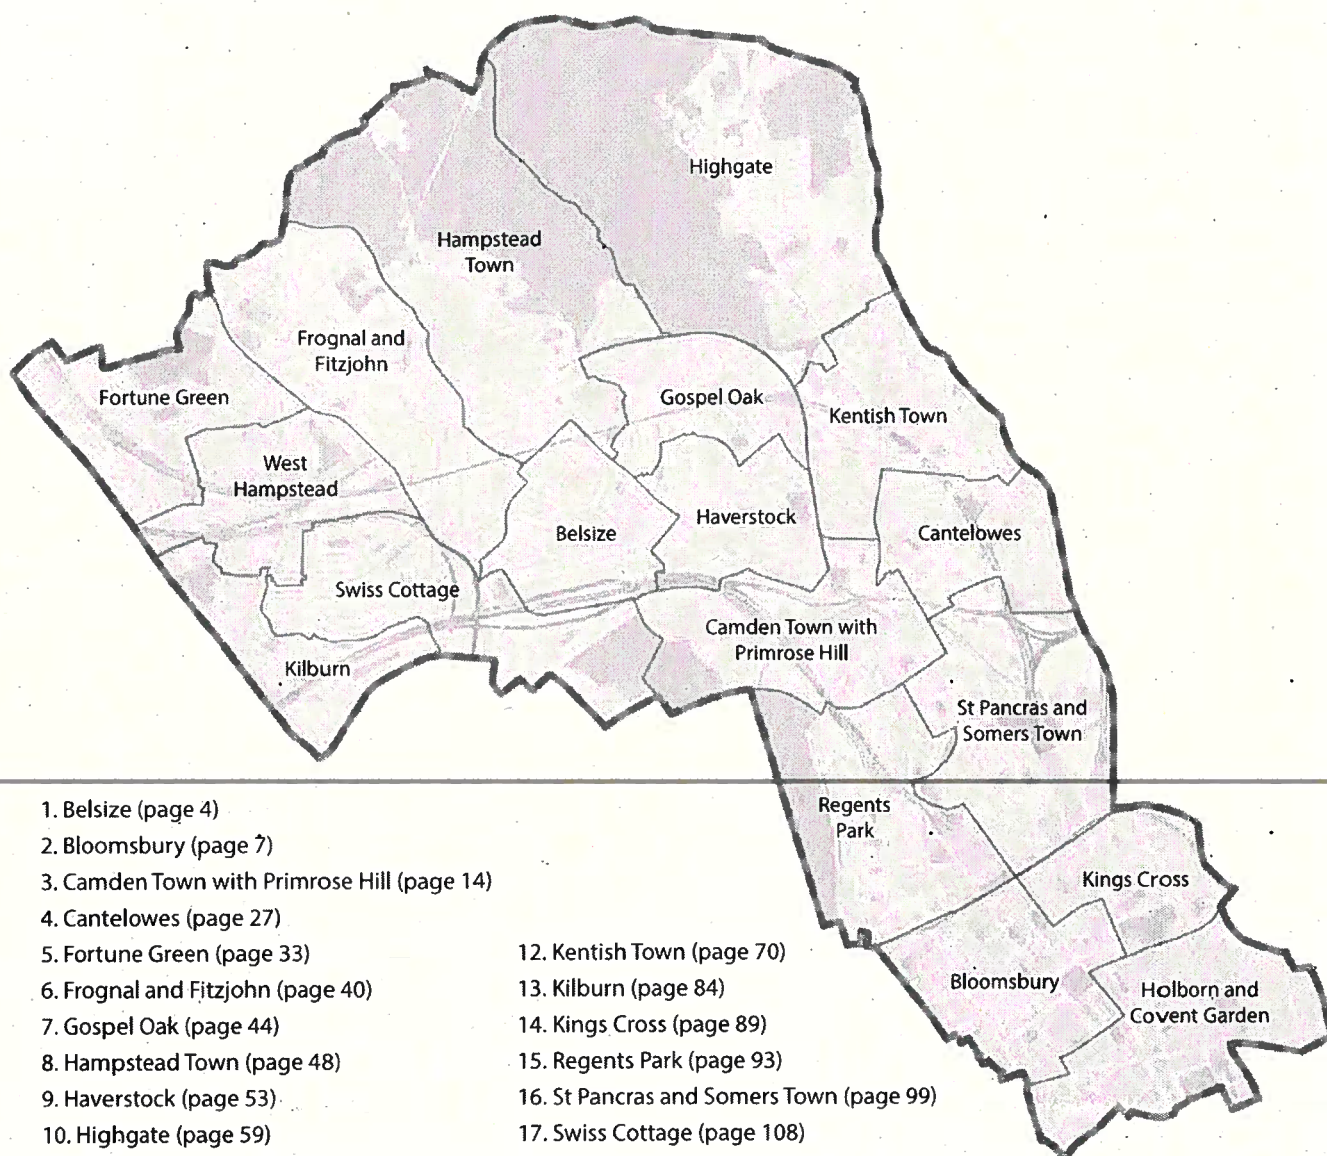 Highgate
Hampstead
Town
Frognal and
Fitzjohn
Fortune Green
Gospel Oak
Kentish Town
West
Hampstead
Haverstock
Belsize
Cantelowes
Swiss Cottage
Camden Town with
Primrose Hill
Kilburn
St Pancras and
Somers Town
Regents
Park
Kings Cross
Bloomsbury
Holborn and
Covent Garden
1. Belsize (page 4)
2. Bloomsbury (page 7)
3. Camden Town with Primrose Hill (page 14)
4. Cantelowes (page 27)
5. Fortune Green (page 33)
6. Frognal and Fitzjohn (page 40)
7. Gospel Oak (page 44)
8. Hampstead Town (page 48)
9. Haverstock (page 53)
10. Highgate (page 59)
12. Kentish Town (page 70)
13. Kilburn (page 84)
14. Kings Cross (page 89)
15. Regents Park (page 93)
16. St Pancras and Somers Town (page 99)
17. Swiss Cottage (page 108)